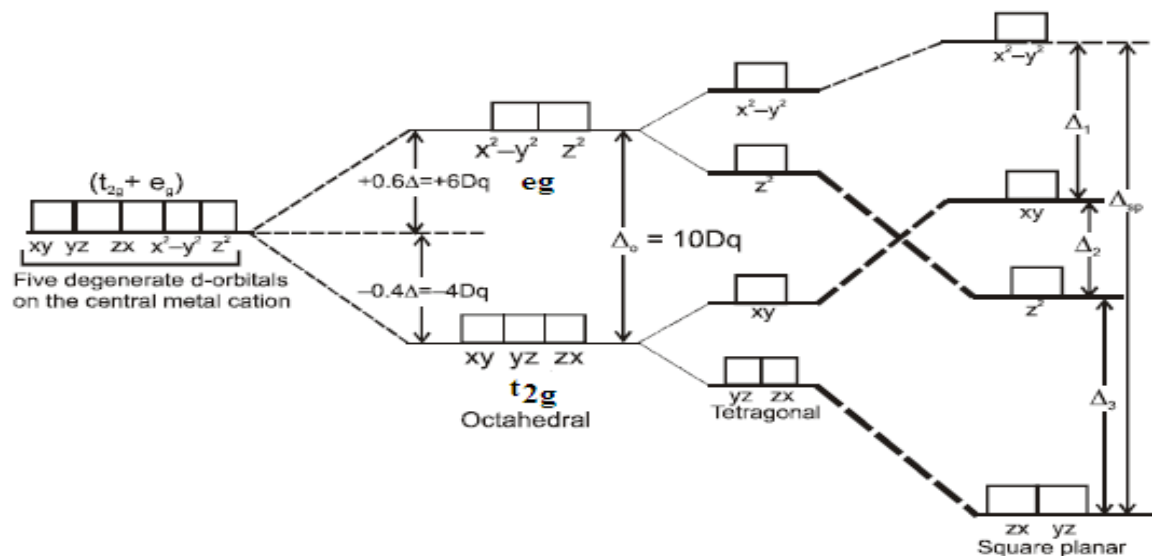 (t₂g + eg)
xy yz zx x²–y² z²
Five degenerate d-orbitals
on the central metal cation
+0.6Δ=+6Dq
–0.4Δ=–4Dq
x²–y² z²
eg
Δₒ = 10Dq
xy yz zx
t2g
Octahedral
x²–y²
z²
xy
yz zx
Tetragonal
x²–y²
Δ₁
xy
Δsp
Δ₂
z²
Δ₃
zx yz
Square planar